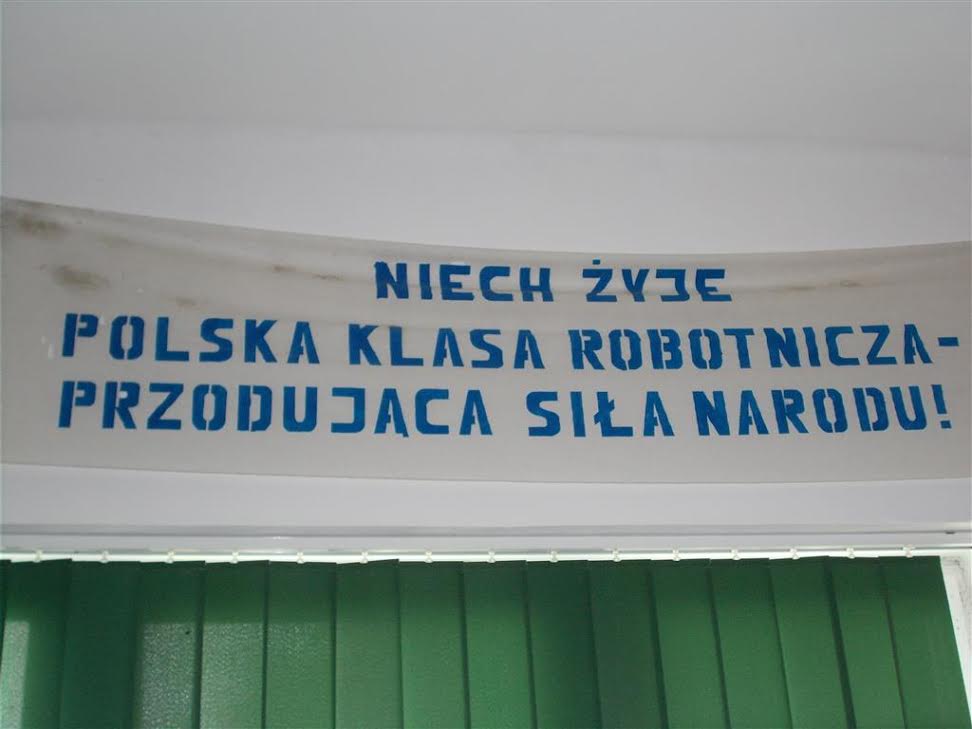 NIECH ŻYJE
POLSKA KLASA ROBOTNICZA-
PRZODUJĄCA SIŁA NARODU!